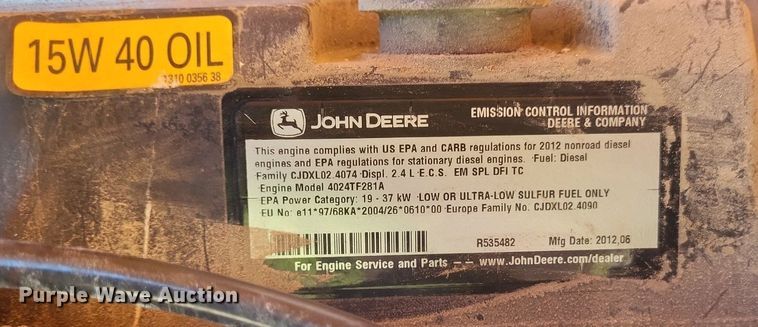 15W 40 OIL
3310 0356 38
JOHN DEERE
EMISSION CONTROL INFORMATION
DEERE & COMPANY
This engine complies with US EPA and CARB regulations for 2012 nonroad diesel
engines and EPA regulations for stationary diesel engines. ·Fuel: Diesel
Family CJDXL02.4074 ·Displ. 2.4 L ·E.C.S. EM SPL DFI TC
Engine Model 4024TF281A
EPA Power Category: 19 - 37 kW ·LOW OR ULTRA-LOW SULFUR FUEL ONLY
EU No: e11*97/68KA*2004/26*0610*00 ·Europe Family No. CJDXL02.4090
R535482 Mfg Date: 2012.06
For Engine Service and Parts – – www.JohnDeere.com/dealer
Purple Wave Auction